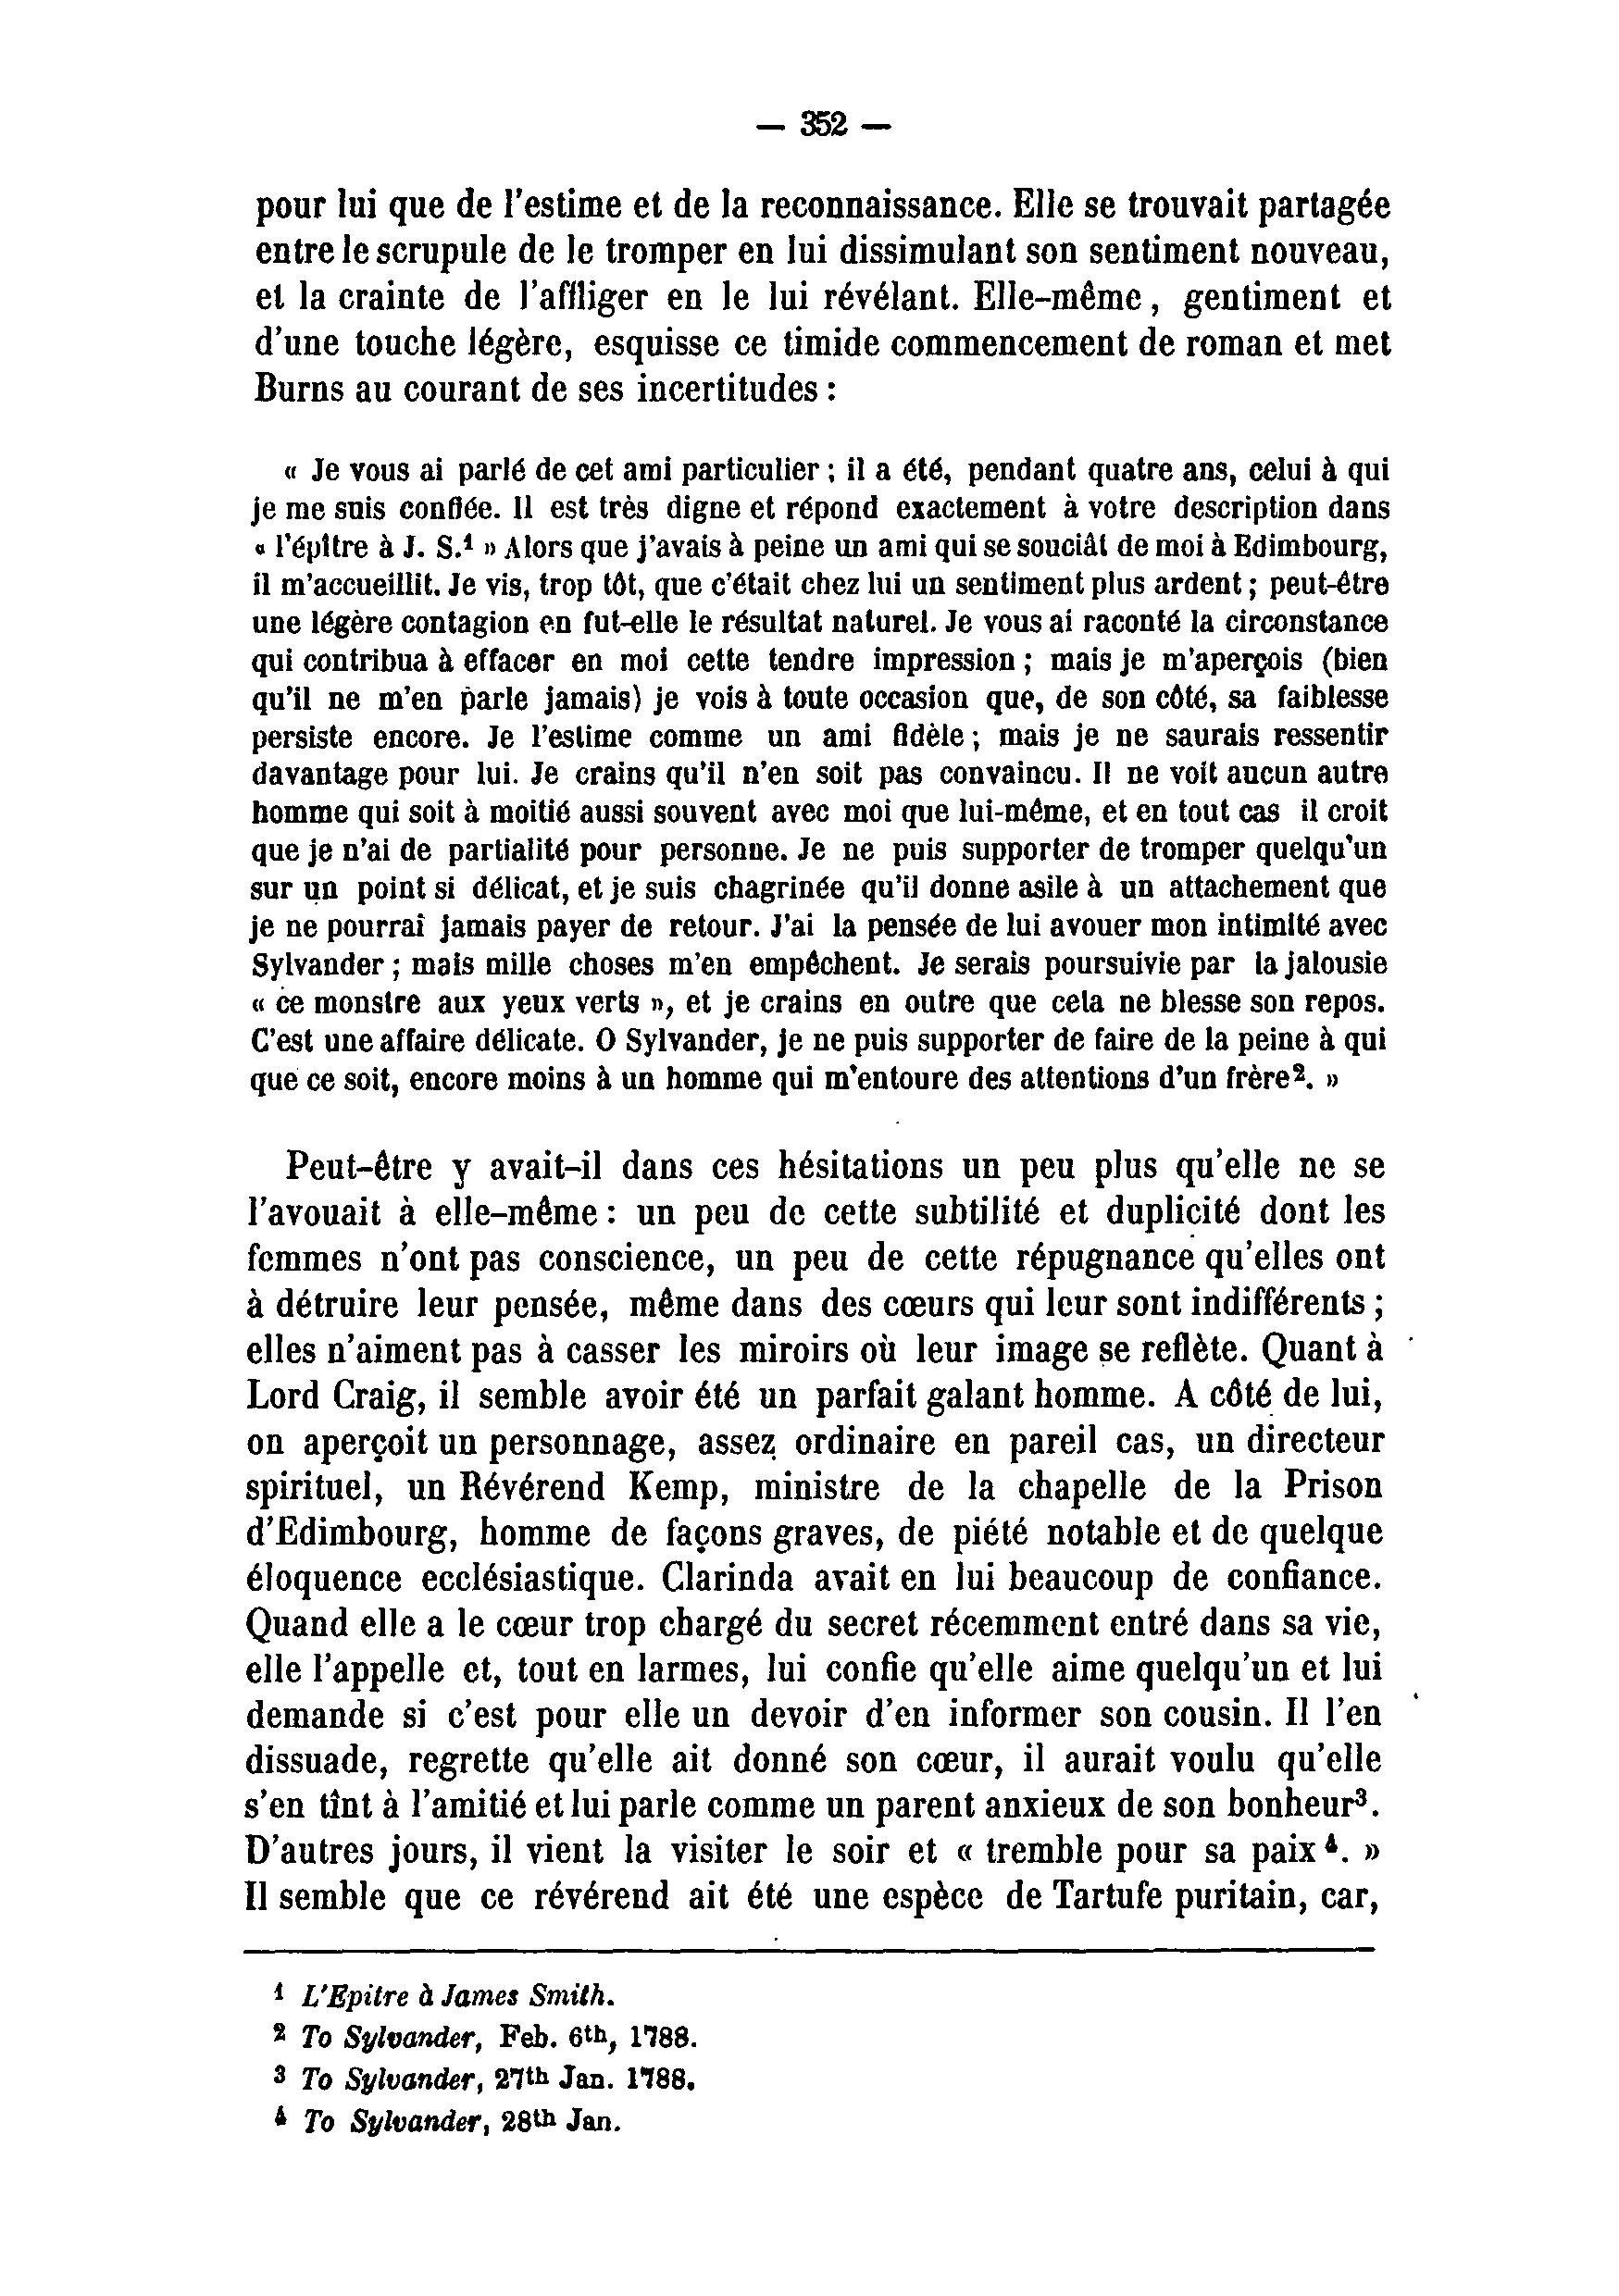 — 352 —
pour lui que de l'estime et de la reconnaissance. Elle se trouvait partagée
entre le scrupule de le tromper en lui dissimulant son sentiment nouveau,
et la crainte de l'affliger en le lui révélant. Elle-même, gentiment et
d'une touche légère, esquisse ce timide commencement de roman et met
Burns au courant de ses incertitudes :
« Je vous ai parlé de cet ami particulier ; il a été, pendant quatre ans, celui à qui
je me suis confiée. Il est très digne et répond exactement à votre description dans
« l'épître à J. S.¹ » Alors que j'avais à peine un ami qui se souciât de moi à Edimbourg,
il m'accueillit. Je vis, trop tôt, que c'était chez lui un sentiment plus ardent ; peut-être
une légère contagion en fut-elle le résultat naturel. Je vous ai raconté la circonstance
qui contribua à effacer en moi cette tendre impression ; mais je m'aperçois (bien
qu'il ne m'en parle jamais) je vois à toute occasion que, de son côté, sa faiblesse
persiste encore. Je l'estime comme un ami fidèle ; mais je ne saurais ressentir
davantage pour lui. Je crains qu'il n'en soit pas convaincu. Il ne voit aucun autre
homme qui soit à moitié aussi souvent avec moi que lui-même, et en tout cas il croit
que je n'ai de partialité pour personne. Je ne puis supporter de tromper quelqu'un
sur un point si délicat, et je suis chagrinée qu'il donne asile à un attachement que
je ne pourrai jamais payer de retour. J'ai la pensée de lui avouer mon intimité avec
Sylvander ; mais mille choses m'en empêchent. Je serais poursuivie par la jalousie
« ce monstre aux yeux verts », et je crains en outre que cela ne blesse son repos.
C'est une affaire délicate. O Sylvander, je ne puis supporter de faire de la peine à qui
que ce soit, encore moins à un homme qui m'entoure des attentions d'un frère². »
Peut-être y avait-il dans ces hésitations un peu plus qu'elle ne se
l'avouait à elle-même : un peu de cette subtilité et duplicité dont les
femmes n'ont pas conscience, un peu de cette répugnance qu'elles ont
à détruire leur pensée, même dans des cœurs qui leur sont indifférents ;
elles n'aiment pas à casser les miroirs où leur image se reflète. Quant à
Lord Craig, il semble avoir été un parfait galant homme. A côté de lui,
on aperçoit un personnage, assez ordinaire en pareil cas, un directeur
spirituel, un Révérend Kemp, ministre de la chapelle de la Prison
d'Edimbourg, homme de façons graves, de piété notable et de quelque
éloquence ecclésiastique. Clarinda avait en lui beaucoup de confiance.
Quand elle a le cœur trop chargé du secret récemment entré dans sa vie,
elle l'appelle et, tout en larmes, lui confie qu'elle aime quelqu'un et lui
demande si c'est pour elle un devoir d'en informer son cousin. Il l'en
dissuade, regrette qu'elle ait donné son cœur, il aurait voulu qu'elle
s'en tînt à l'amitié et lui parle comme un parent anxieux de son bonheur³.
D'autres jours, il vient la visiter le soir et « tremble pour sa paix⁴. »
Il semble que ce révérend ait été une espèce de Tartufe puritain, car,
¹ L'Epitre à James Smith.
² To Sylvander, Feb. 6th, 1788.
³ To Sylvander, 27th Jan. 1788.
⁴ To Sylvander, 28th Jan.